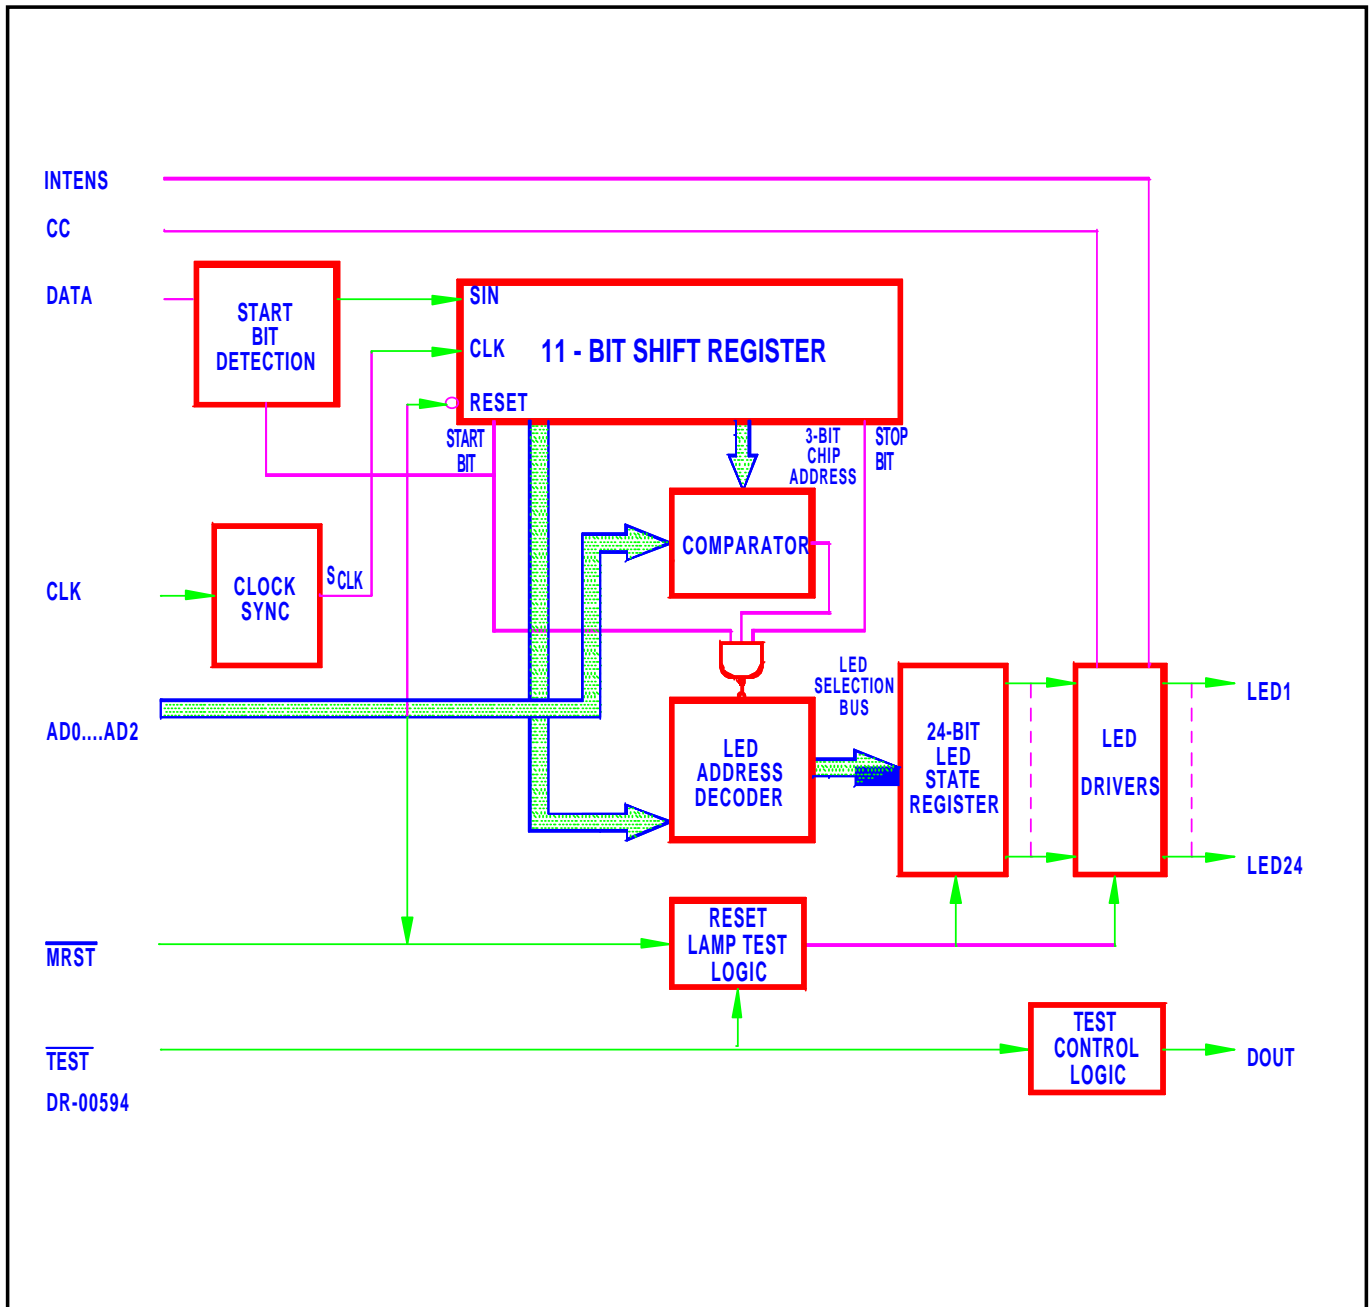 INTENS
CC
DATA
START
BIT
DETECTION
SIN
CLK
11 - BIT SHIFT REGISTER
RESET
START
BIT
3-BIT
CHIP
ADDRESS
STOP
BIT
COMPARATOR
CLK
CLOCK
SYNC
SCLK
LED
SELECTION
BUS
AD0....AD2
LED
ADDRESS
DECODER
24-BIT
LED
STATE
REGISTER
LED
DRIVERS
LED1
LED24
MRST
RESET
LAMP TEST
LOGIC
TEST
TEST
CONTROL
LOGIC
DOUT
DR-00594